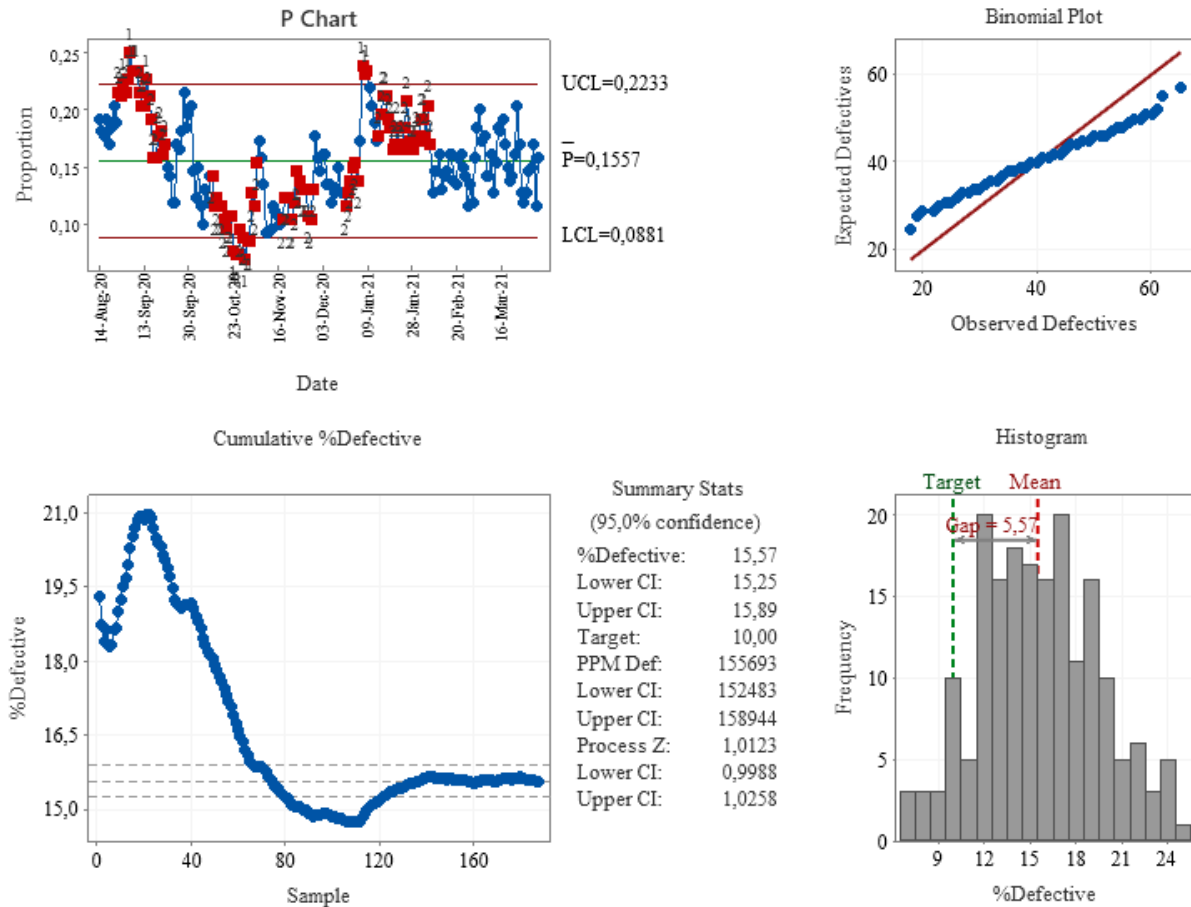 P Chart
0,25
0,20
0,15
0,10
Proportion
UCL=0,2233
P=0,1557
LCL=0,0881
14-Aug-20
13-Sep-20
30-Sep-20
23-Oct-20
16-Nov-20
03-Dec-20
09-Jan-21
28-Jan-21
20-Feb-21
16-Mar-21
Date
Binomial Plot
60
40
20
Expected Defectives
20
40
60
Observed Defectives
Cumulative %Defective
21,0
19,5
18,0
16,5
15,0
%Defective
0
40
80
120
160
Sample
Summary Stats
(95,0% confidence)
%Defective: 15,57
Lower CI: 15,25
Upper CI: 15,89
Target: 10,00
PPM Def: 155693
Lower CI: 152483
Upper CI: 158944
Process Z: 1,0123
Lower CI: 0,9988
Upper CI: 1,0258
Histogram
Target
Mean
Gap = 5,57
20
15
10
5
0
Frequency
9
12
15
18
21
24
%Defective